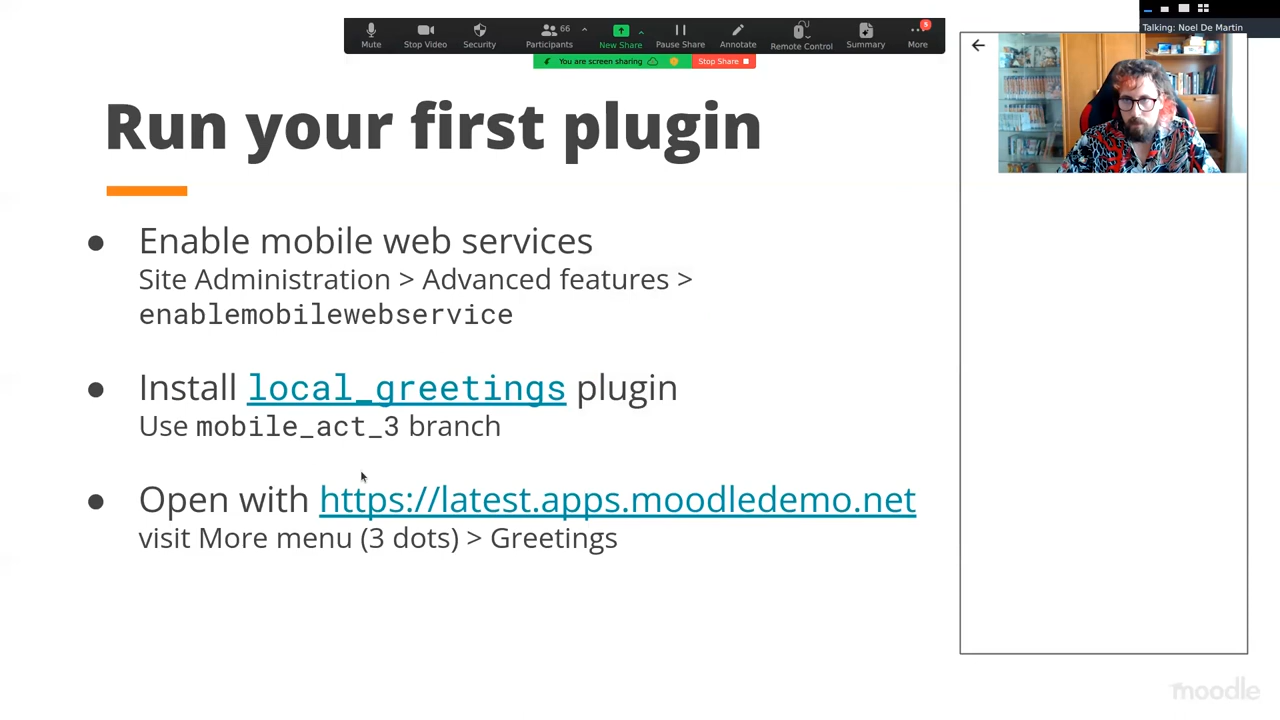 66
5
Mute
Stop Video
Security
Participants
New Share
Pause Share
Annotate
Remote Control
Summary
More
You are screen sharing
Stop Share
Talking: Noel De Martin
Run your first plugin
● Enable mobile web services
Site Administration > Advanced features >
enablemobilewebservice
● Install local_greetings plugin
Use mobile_act_3 branch
● Open with https://latest.apps.moodledemo.net
visit More menu (3 dots) > Greetings
moodle